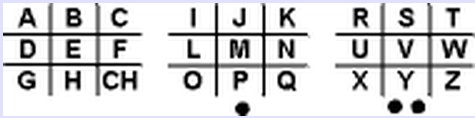 A B C I J K R S T
D E F L M N U V W
G H CH O P Q X Y Z